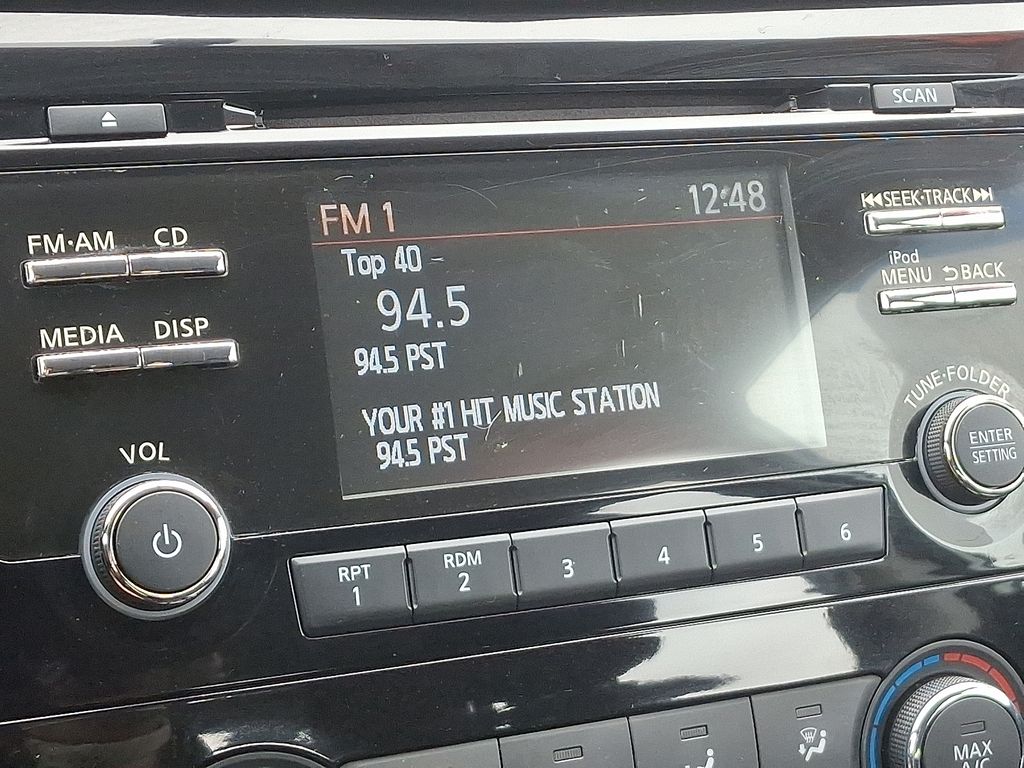 SCAN
FM 1 12:48
SEEK·TRACK
FM·AM CD
Top 40
iPod
MENU BACK
94.5
MEDIA DISP
94.5 PST
TUNE·FOLDER
YOUR #1 HIT MUSIC STATION
94.5 PST
ENTER
SETTING
VOL
RPT
1
RDM
2
3
4
5
6
MAX
A/C